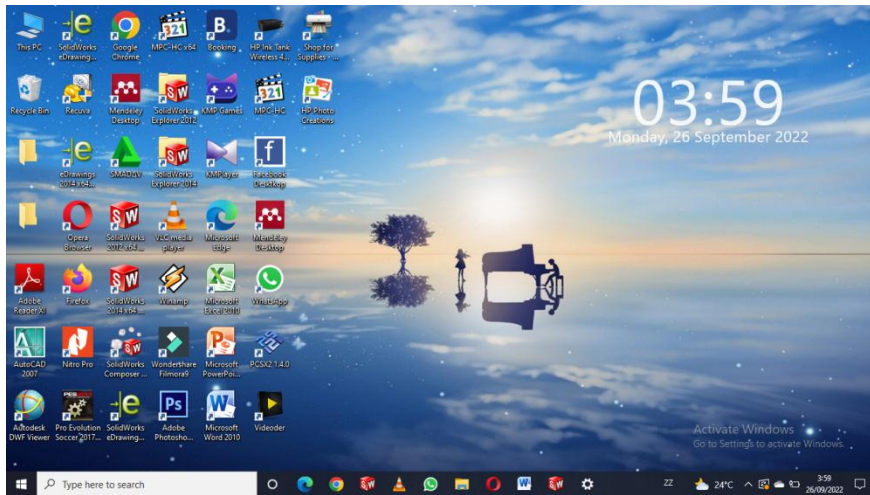 This PC
SolidWorks
eDrawing...
Google
Chrome
MPC-HC x64
Booking
HP Ink Tank
Wireless 4...
Shop for
Supplies - ...
Recycle Bin
Recuva
Mendeley
Desktop
SolidWorks
Explorer 2012
KMP Games
MPC-HC
HP Photo
Creations
eDrawings
2014 x64...
SMADAV
SolidWorks
Explorer 2014
KMPlayer
Facebook
Desktkop
Opera
Browser
SolidWorks
2012 x64 ...
VLC media
player
Microsoft
Edge
Mendeley
Desktop
Adobe
Reader XI
Firefox
SolidWorks
2014 x64 ...
Winamp
Microsoft
Excel 2010
WhatsApp
AutoCAD
2007
Nitro Pro
SolidWorks
Composer ...
Wondershare
Filmora9
Microsoft
PowerPoi...
PCSX2 1.4.0
Autodesk
DWF Viewer
Pro Evolution
Soccer 2017...
SolidWorks
eDrawing...
Adobe
Photosho...
Microsoft
Word 2010
Videoder
03:59
Monday, 26 September 2022
Activate Windows
Go to Settings to activate Windows.
Type here to search
ZZ
24°C
3:59
26/09/2022